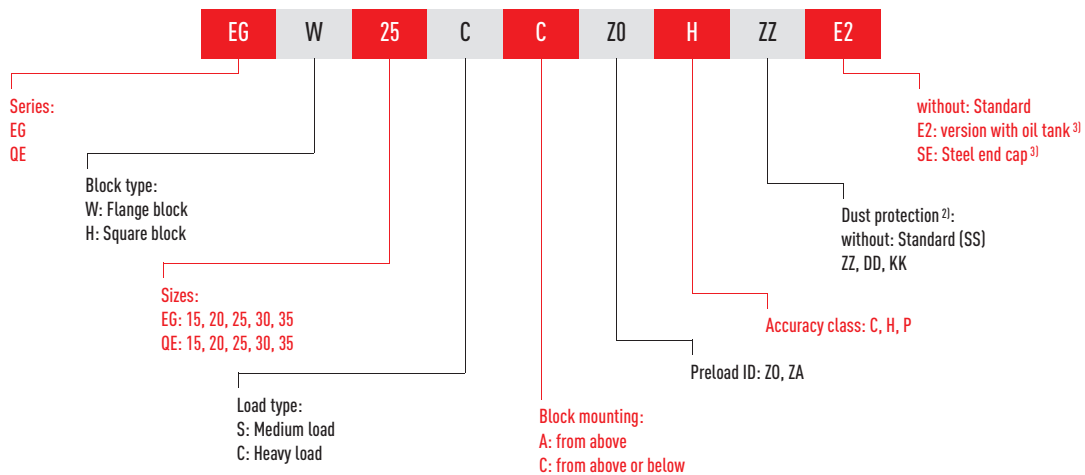 EG W 25 C C Z0 H ZZ E2
Series:
EG
QE
without: Standard
E2: version with oil tank 3)
SE: Steel end cap 3)
Block type:
W: Flange block
H: Square block
Dust protection 2):
without: Standard (SS)
ZZ, DD, KK
Sizes:
EG: 15, 20, 25, 30, 35
QE: 15, 20, 25, 30, 35
Accuracy class: C, H, P
Preload ID: Z0, ZA
Load type:
S: Medium load
C: Heavy load
Block mounting:
A: from above
C: from above or below